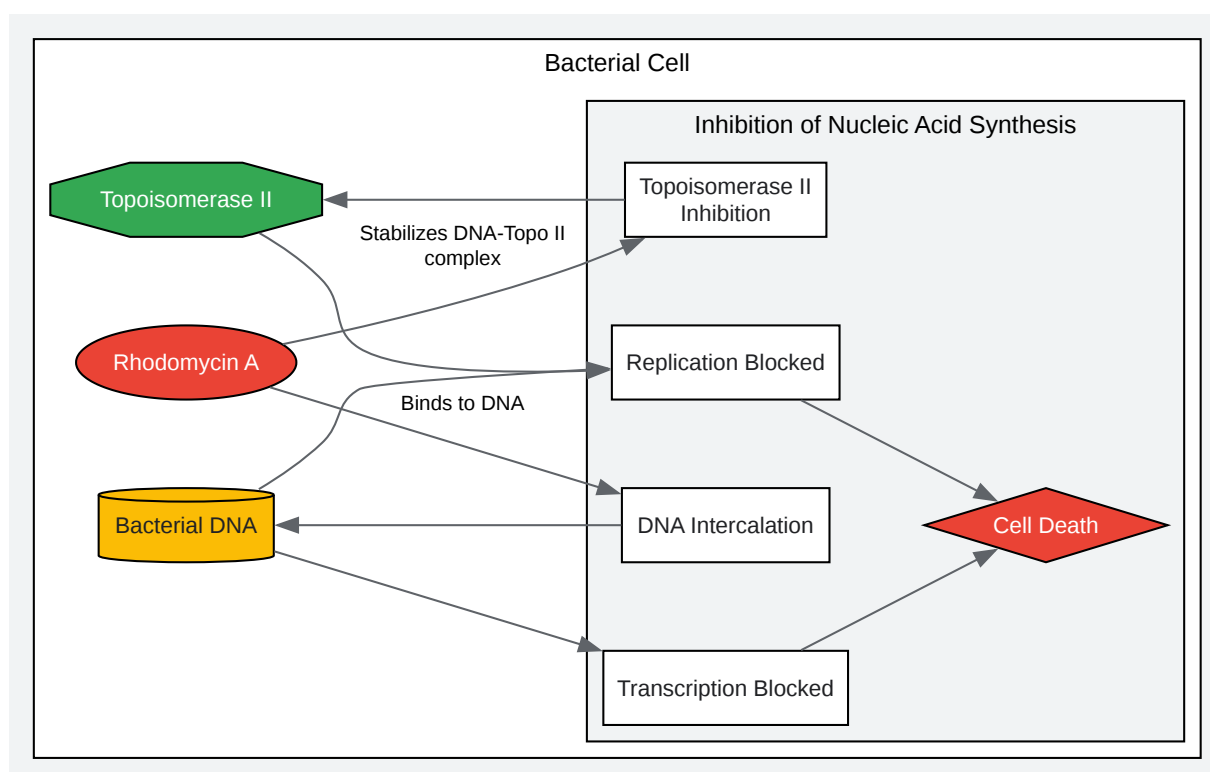 Bacterial Cell
Inhibition of Nucleic Acid Synthesis
Topoisomerase II
Topoisomerase II
Inhibition
Stabilizes DNA-Topo II
complex
Rhodomycin A
Replication Blocked
Binds to DNA
Bacterial DNA
DNA Intercalation
Cell Death
Transcription Blocked